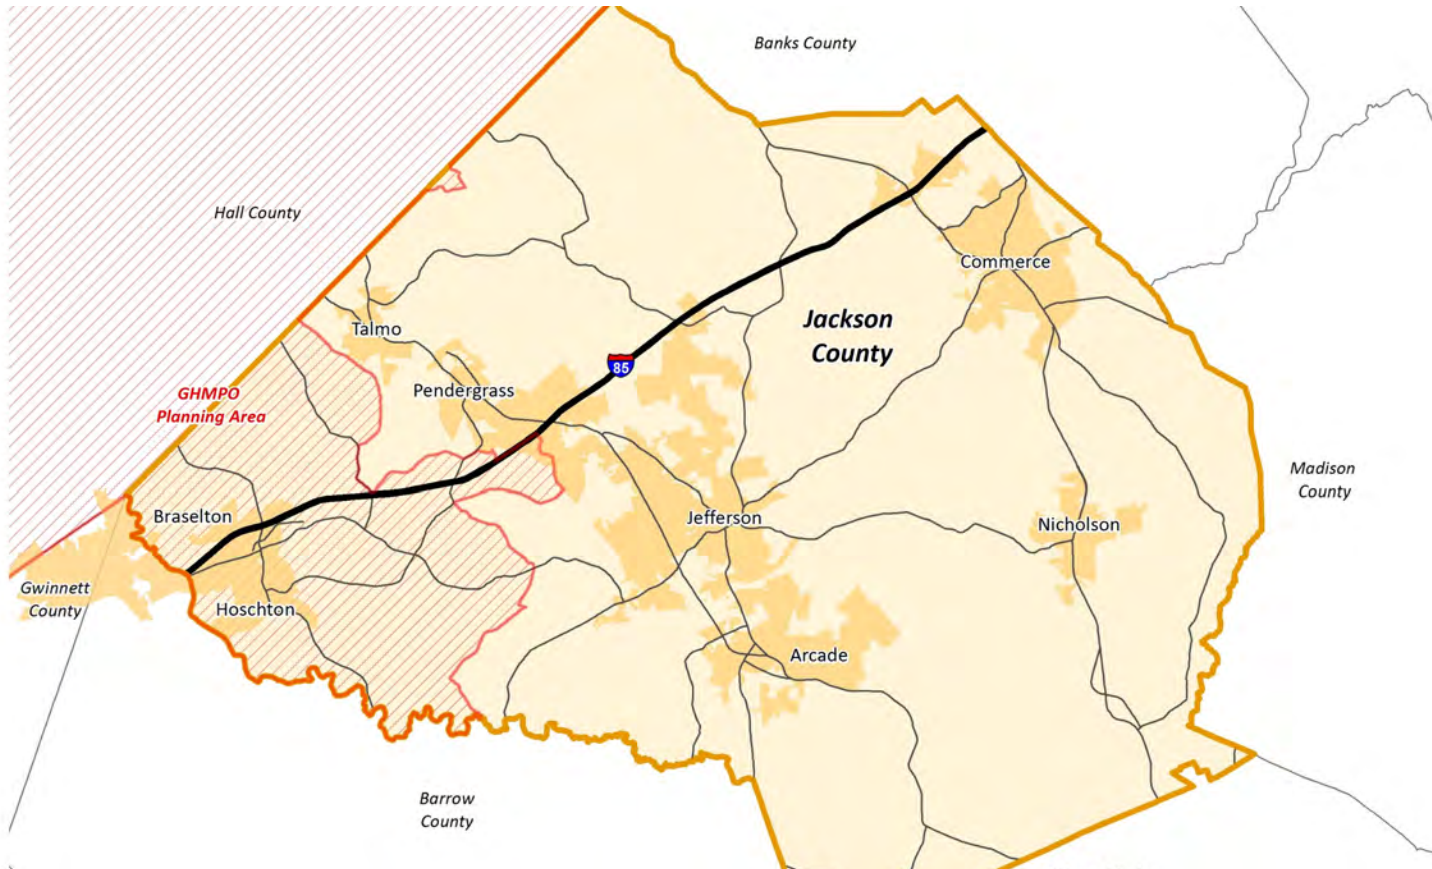 Banks County
Hall County
Commerce
Jackson
County
Talmo
85
Pendergrass
GHMPO
Planning Area
Madison
County
Braselton
Jefferson
Nicholson
Gwinnett
County
Hoschton
Arcade
Barrow
County